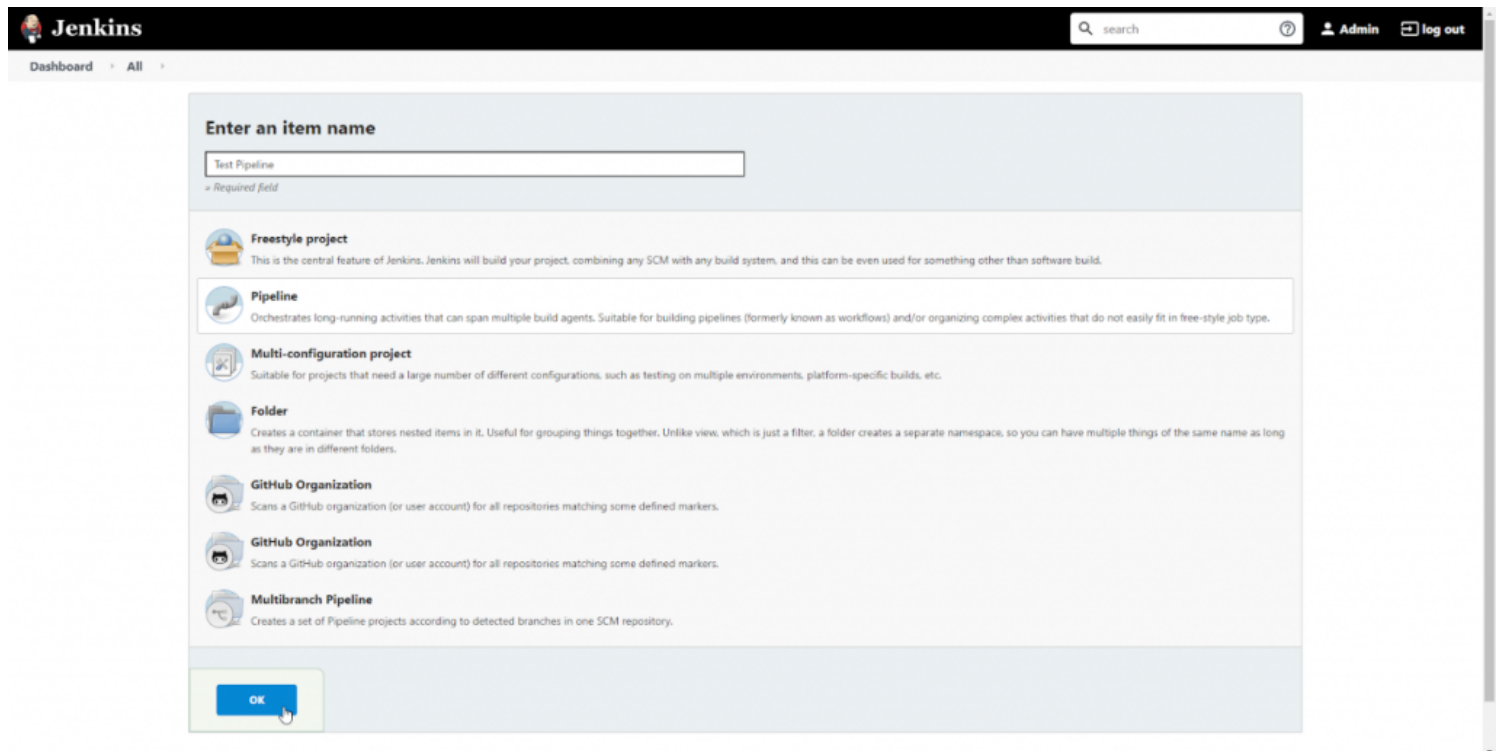 Jenkins
search
Admin
log out
Dashboard
All
Enter an item name
Test Pipeline
» Required field
Freestyle project
This is the central feature of Jenkins. Jenkins will build your project, combining any SCM with any build system, and this can be even used for something other than software build.
Pipeline
Orchestrates long-running activities that can span multiple build agents. Suitable for building pipelines (formerly known as workflows) and/or organizing complex activities that do not easily fit in free-style job type.
Multi-configuration project
Suitable for projects that need a large number of different configurations, such as testing on multiple environments, platform-specific builds, etc.
Folder
Creates a container that stores nested items in it. Useful for grouping things together. Unlike view, which is just a filter, a folder creates a separate namespace, so you can have multiple things of the same name as long
as they are in different folders.
GitHub Organization
Scans a GitHub organization (or user account) for all repositories matching some defined markers.
GitHub Organization
Scans a GitHub organization (or user account) for all repositories matching some defined markers.
Multibranch Pipeline
Creates a set of Pipeline projects according to detected branches in one SCM repository.
OK